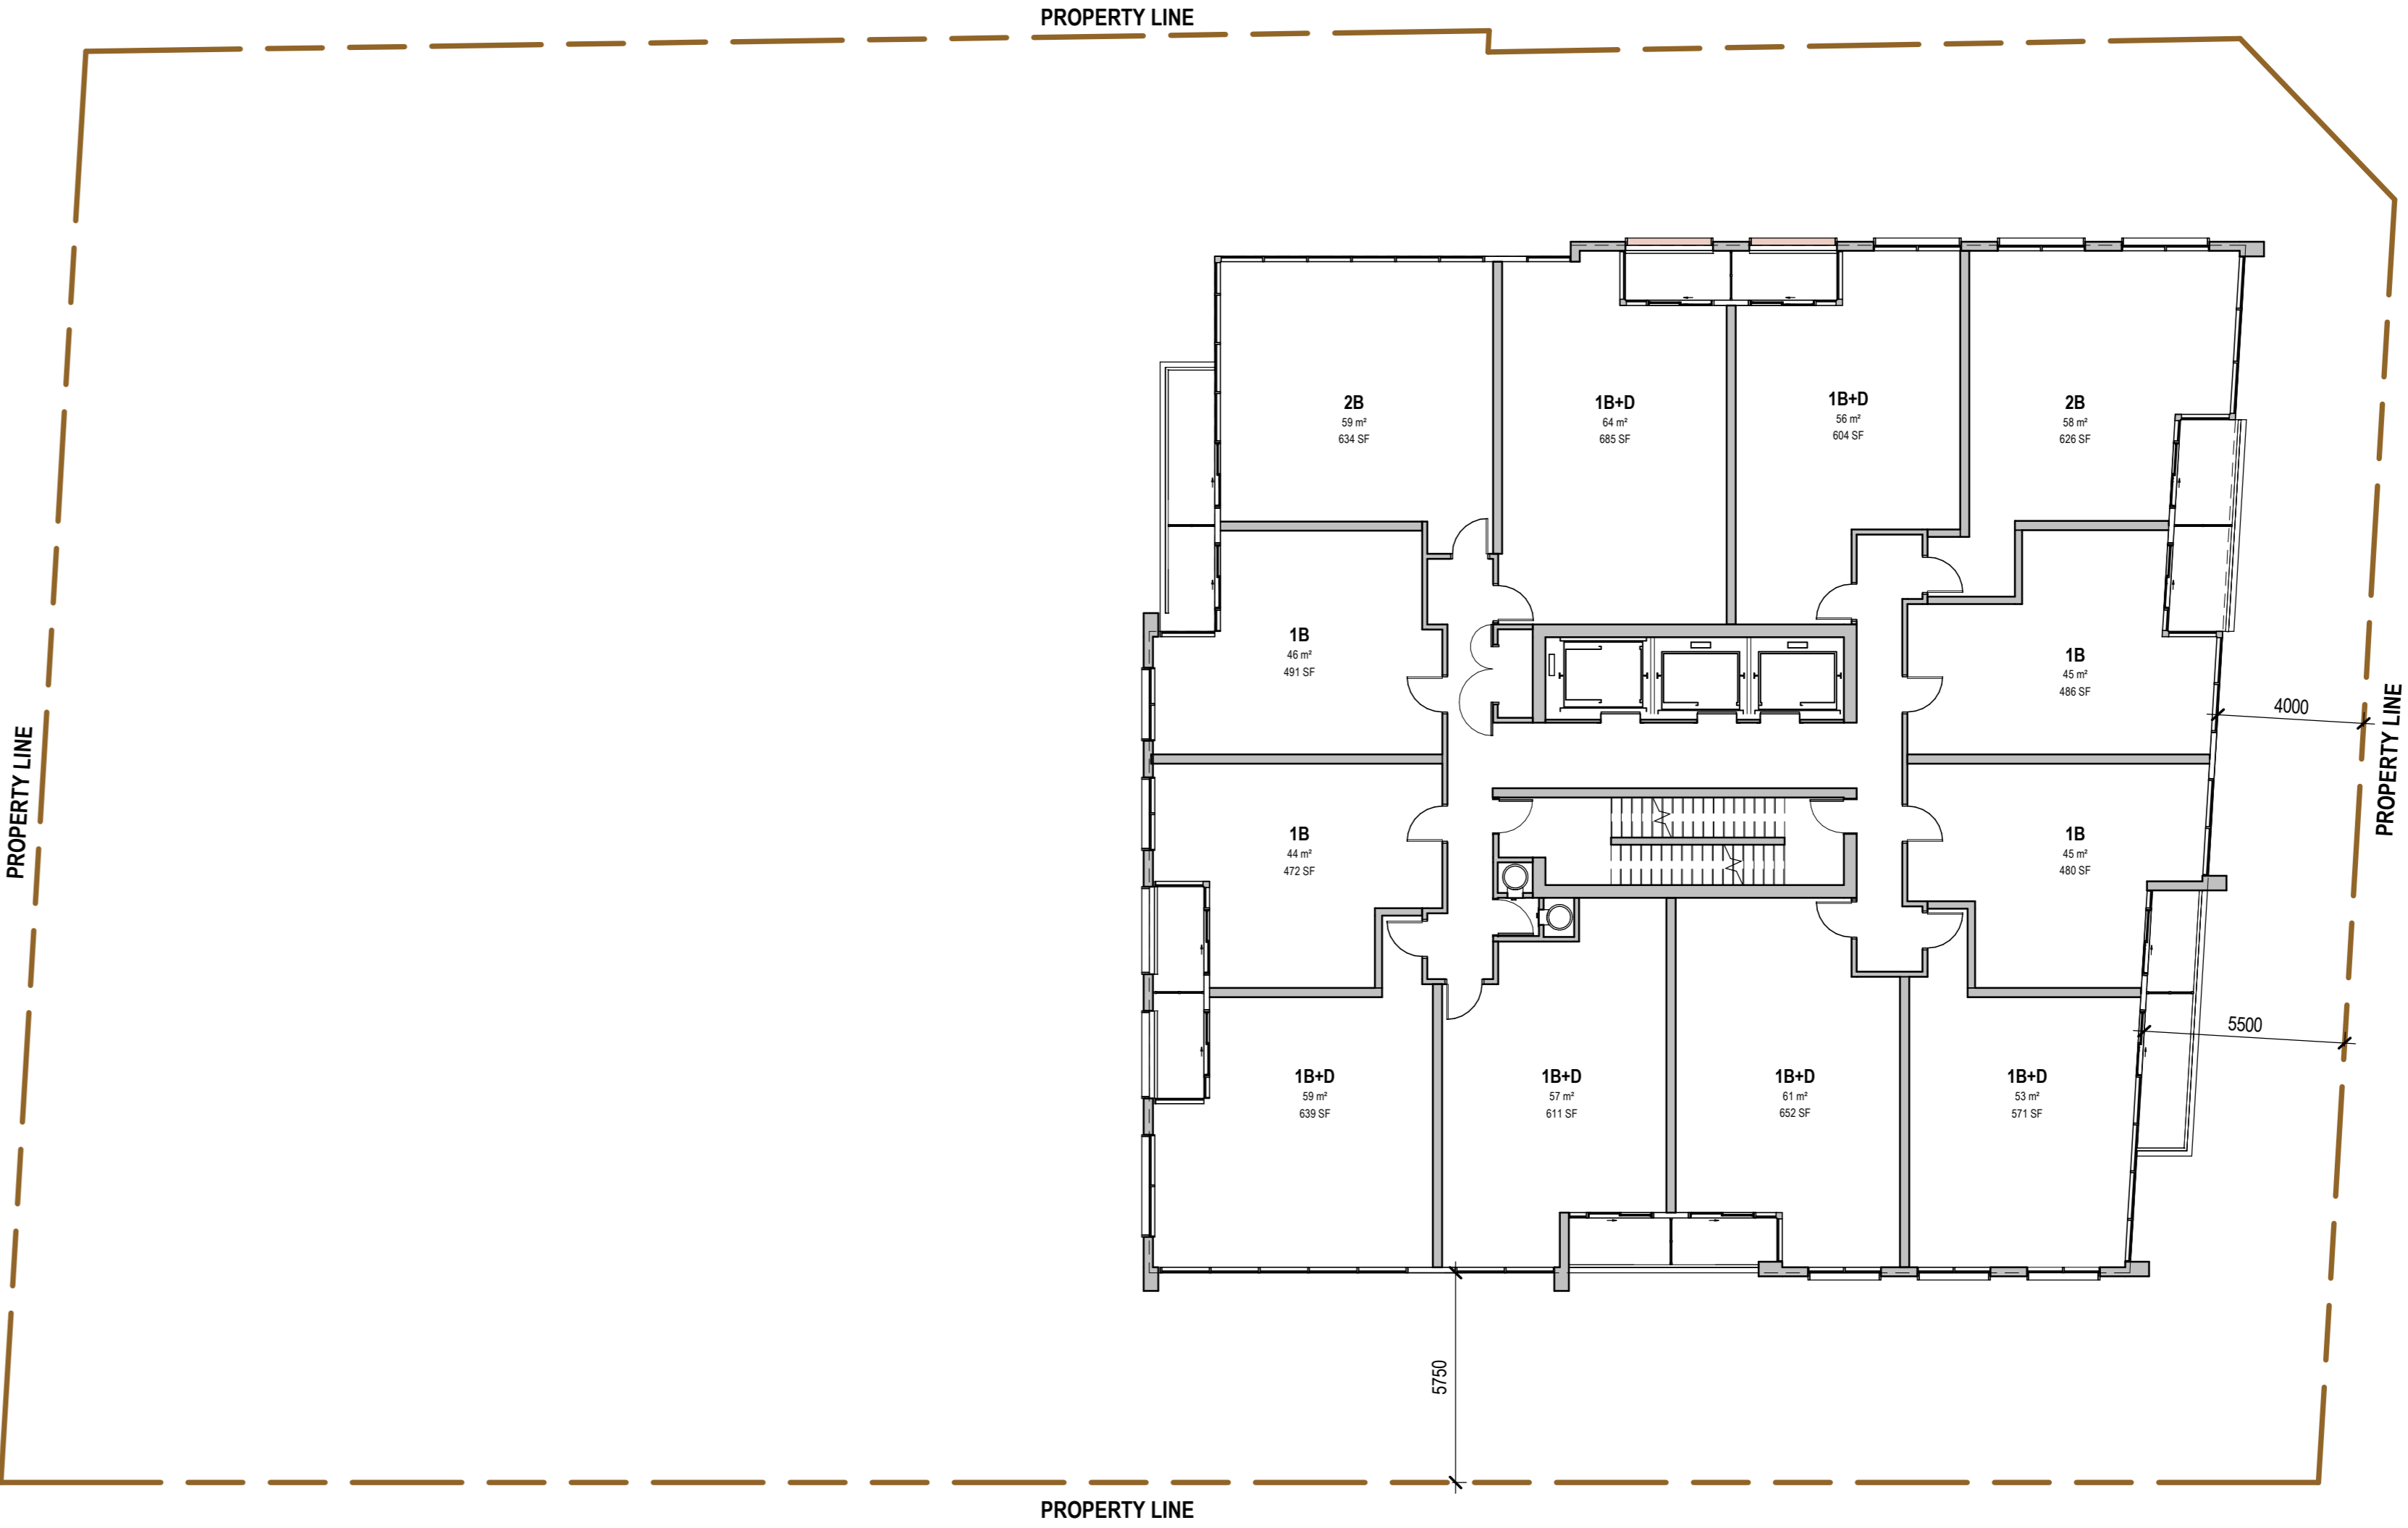 PROPERTY LINE
2B
59 m²
634 SF
1B+D
64 m²
685 SF
1B+D
56 m²
604 SF
2B
58 m²
626 SF
1B
46 m²
491 SF
1B
45 m²
486 SF
4000
PROPERTY LINE
PROPERTY LINE
1B
44 m²
472 SF
1B
45 m²
480 SF
5500
1B+D
59 m²
639 SF
1B+D
57 m²
611 SF
1B+D
61 m²
652 SF
1B+D
53 m²
571 SF
5750
PROPERTY LINE